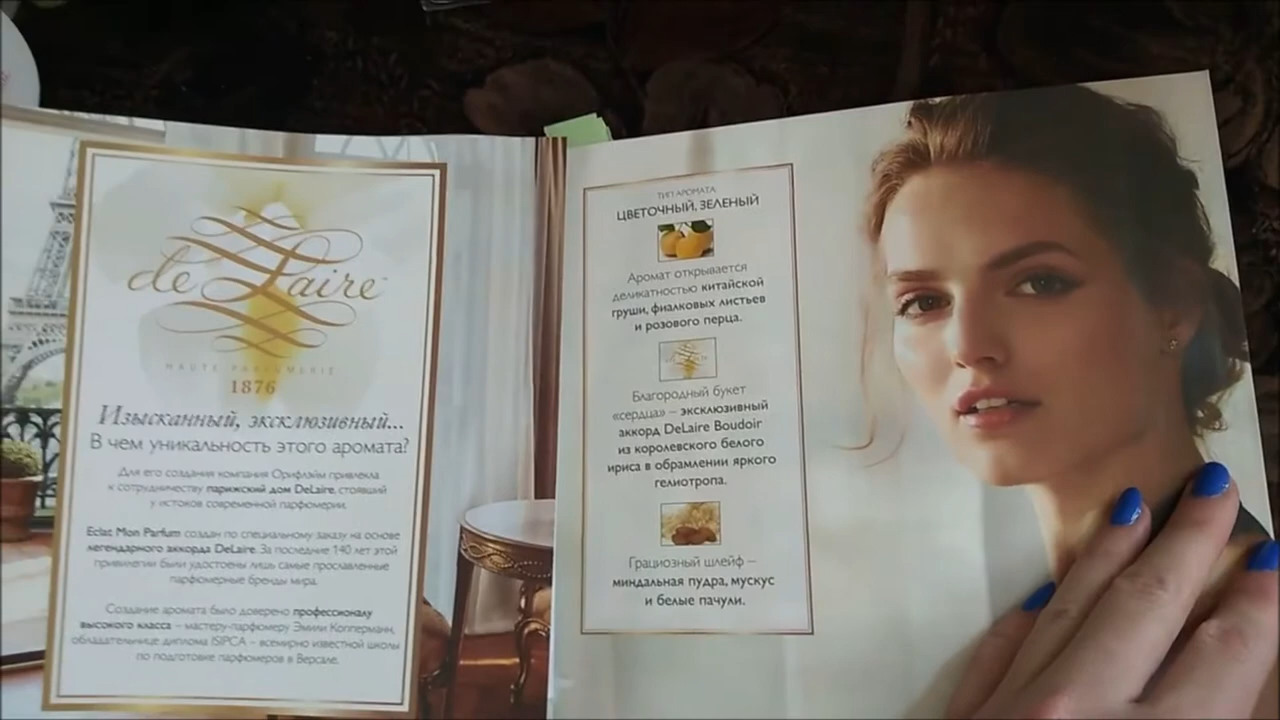 de Laire
HAUTE PARFUMERIE
1876
Изысканный, эксклюзивный...
В чем уникальность этого аромата?
Для его создания компания Орифлэйм привлекла
к сотрудничеству парижский дом DeLaire, стоявший
у истоков современной парфюмерии.
Eclat Mon Parfum создан по специальному заказу на основе
легендарного аккорда DeLaire. За последние 140 лет этой
привилегии были удостоены лишь самые прославленные
парфюмерные бренды мира.
Создание аромата было доверено профессионалу
высокого класса – мастеру-парфюмеру Эмили Копперманн,
обладательнице диплома ISIPCA – всемирно известной школы
по подготовке парфюмеров в Версале.
ТИП АРОМАТА
ЦВЕТОЧНЫЙ, ЗЕЛЕНЫЙ
Аромат открывается
деликатностью китайской
груши, фиалковых листьев
и розового перца.
Благородный букет
«сердца» – эксклюзивный
аккорд DeLaire Boudoir
из королевского белого
ириса в обрамлении яркого
гелиотропа.
Грациозный шлейф –
миндальная пудра, мускус
и белые пачули.